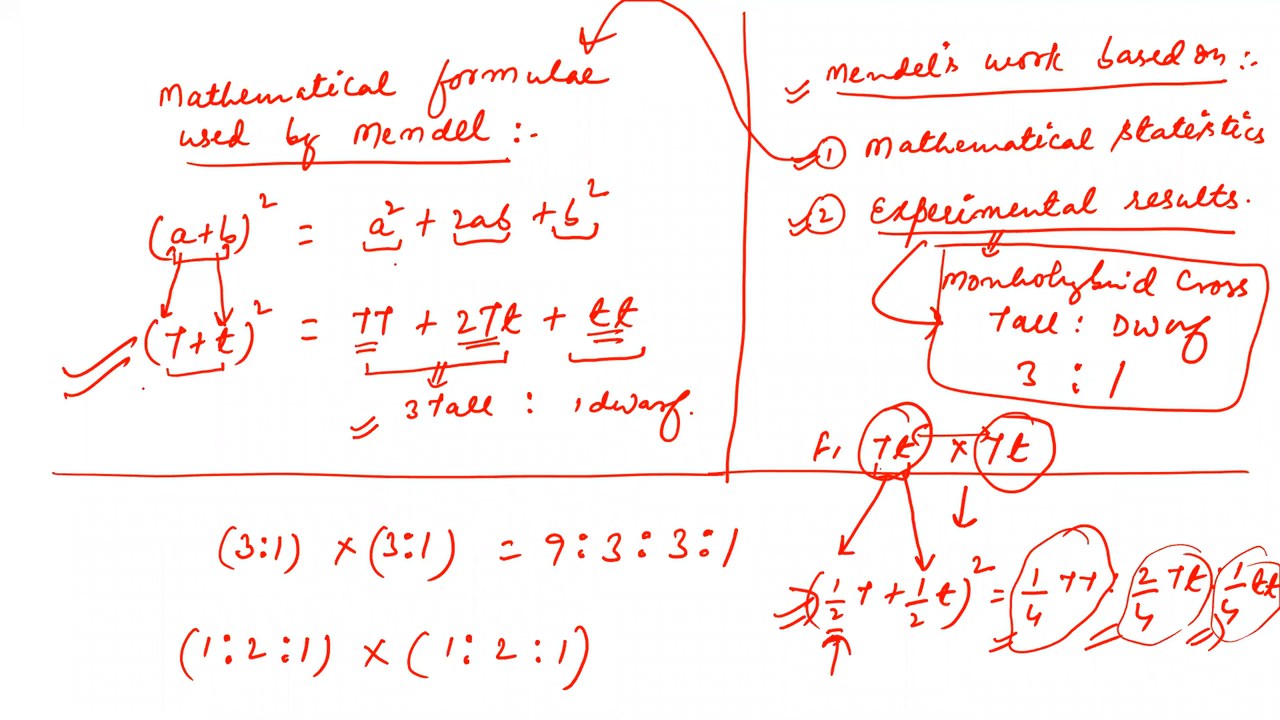 Mathematical formulae
used by Mendel :-
(a+b)² = a² + 2ab + b²
(T+t)² = TT + 2Tt + tt
3 Tall : 1 dwarf.
Mendel's work based on :-
① Mathematical statistics
② Experimental results.
Monohybrid Cross
Tall : Dwarf
3 : 1
F₁ Tt × Tt
(1/2 T + 1/2 t)² = 1/4 TT : 2/4 Tt : 1/4 tt
(3:1) × (3:1) = 9:3:3:1
(1:2:1) × (1:2:1)